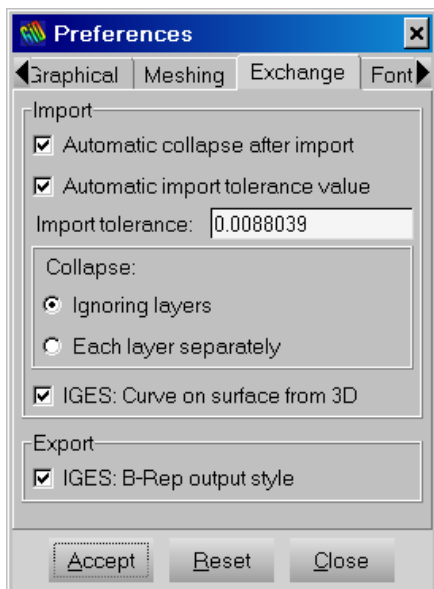 Preferences
Graphical Meshing Exchange Font
Import
Automatic collapse after import
Automatic import tolerance value
Import tolerance: 0.0088039
Collapse:
Ignoring layers
Each layer separately
IGES: Curve on surface from 3D
Export
IGES: B-Rep output style
Accept Reset Close